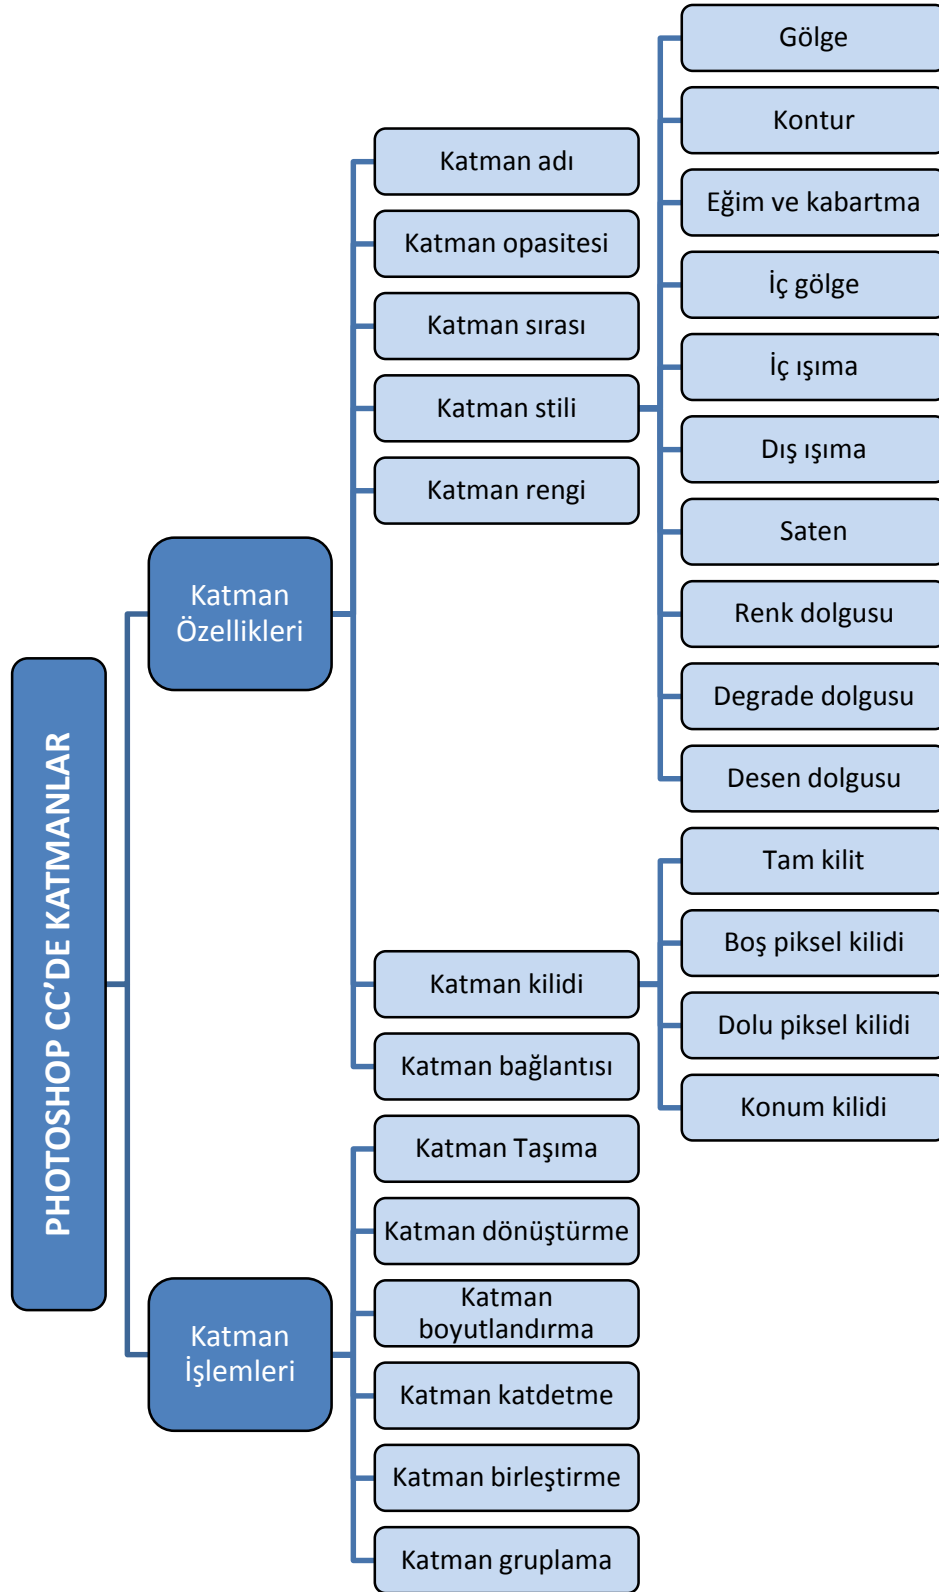 PHOTOSHOP CC’DE KATMANLAR
Katman
Özellikleri
Katman adı
Katman opasitesi
Katman sırası
Katman stili
Gölge
Kontur
Eğim ve kabartma
İç gölge
İç ışıma
Dış ışıma
Saten
Renk dolgusu
Degrade dolgusu
Desen dolgusu
Katman rengi
Katman kilidi
Tam kilit
Boş piksel kilidi
Dolu piksel kilidi
Konum kilidi
Katman bağlantısı
Katman
İşlemleri
Katman Taşıma
Katman dönüştürme
Katman
boyutlandırma
Katman katdetme
Katman birleştirme
Katman gruplama